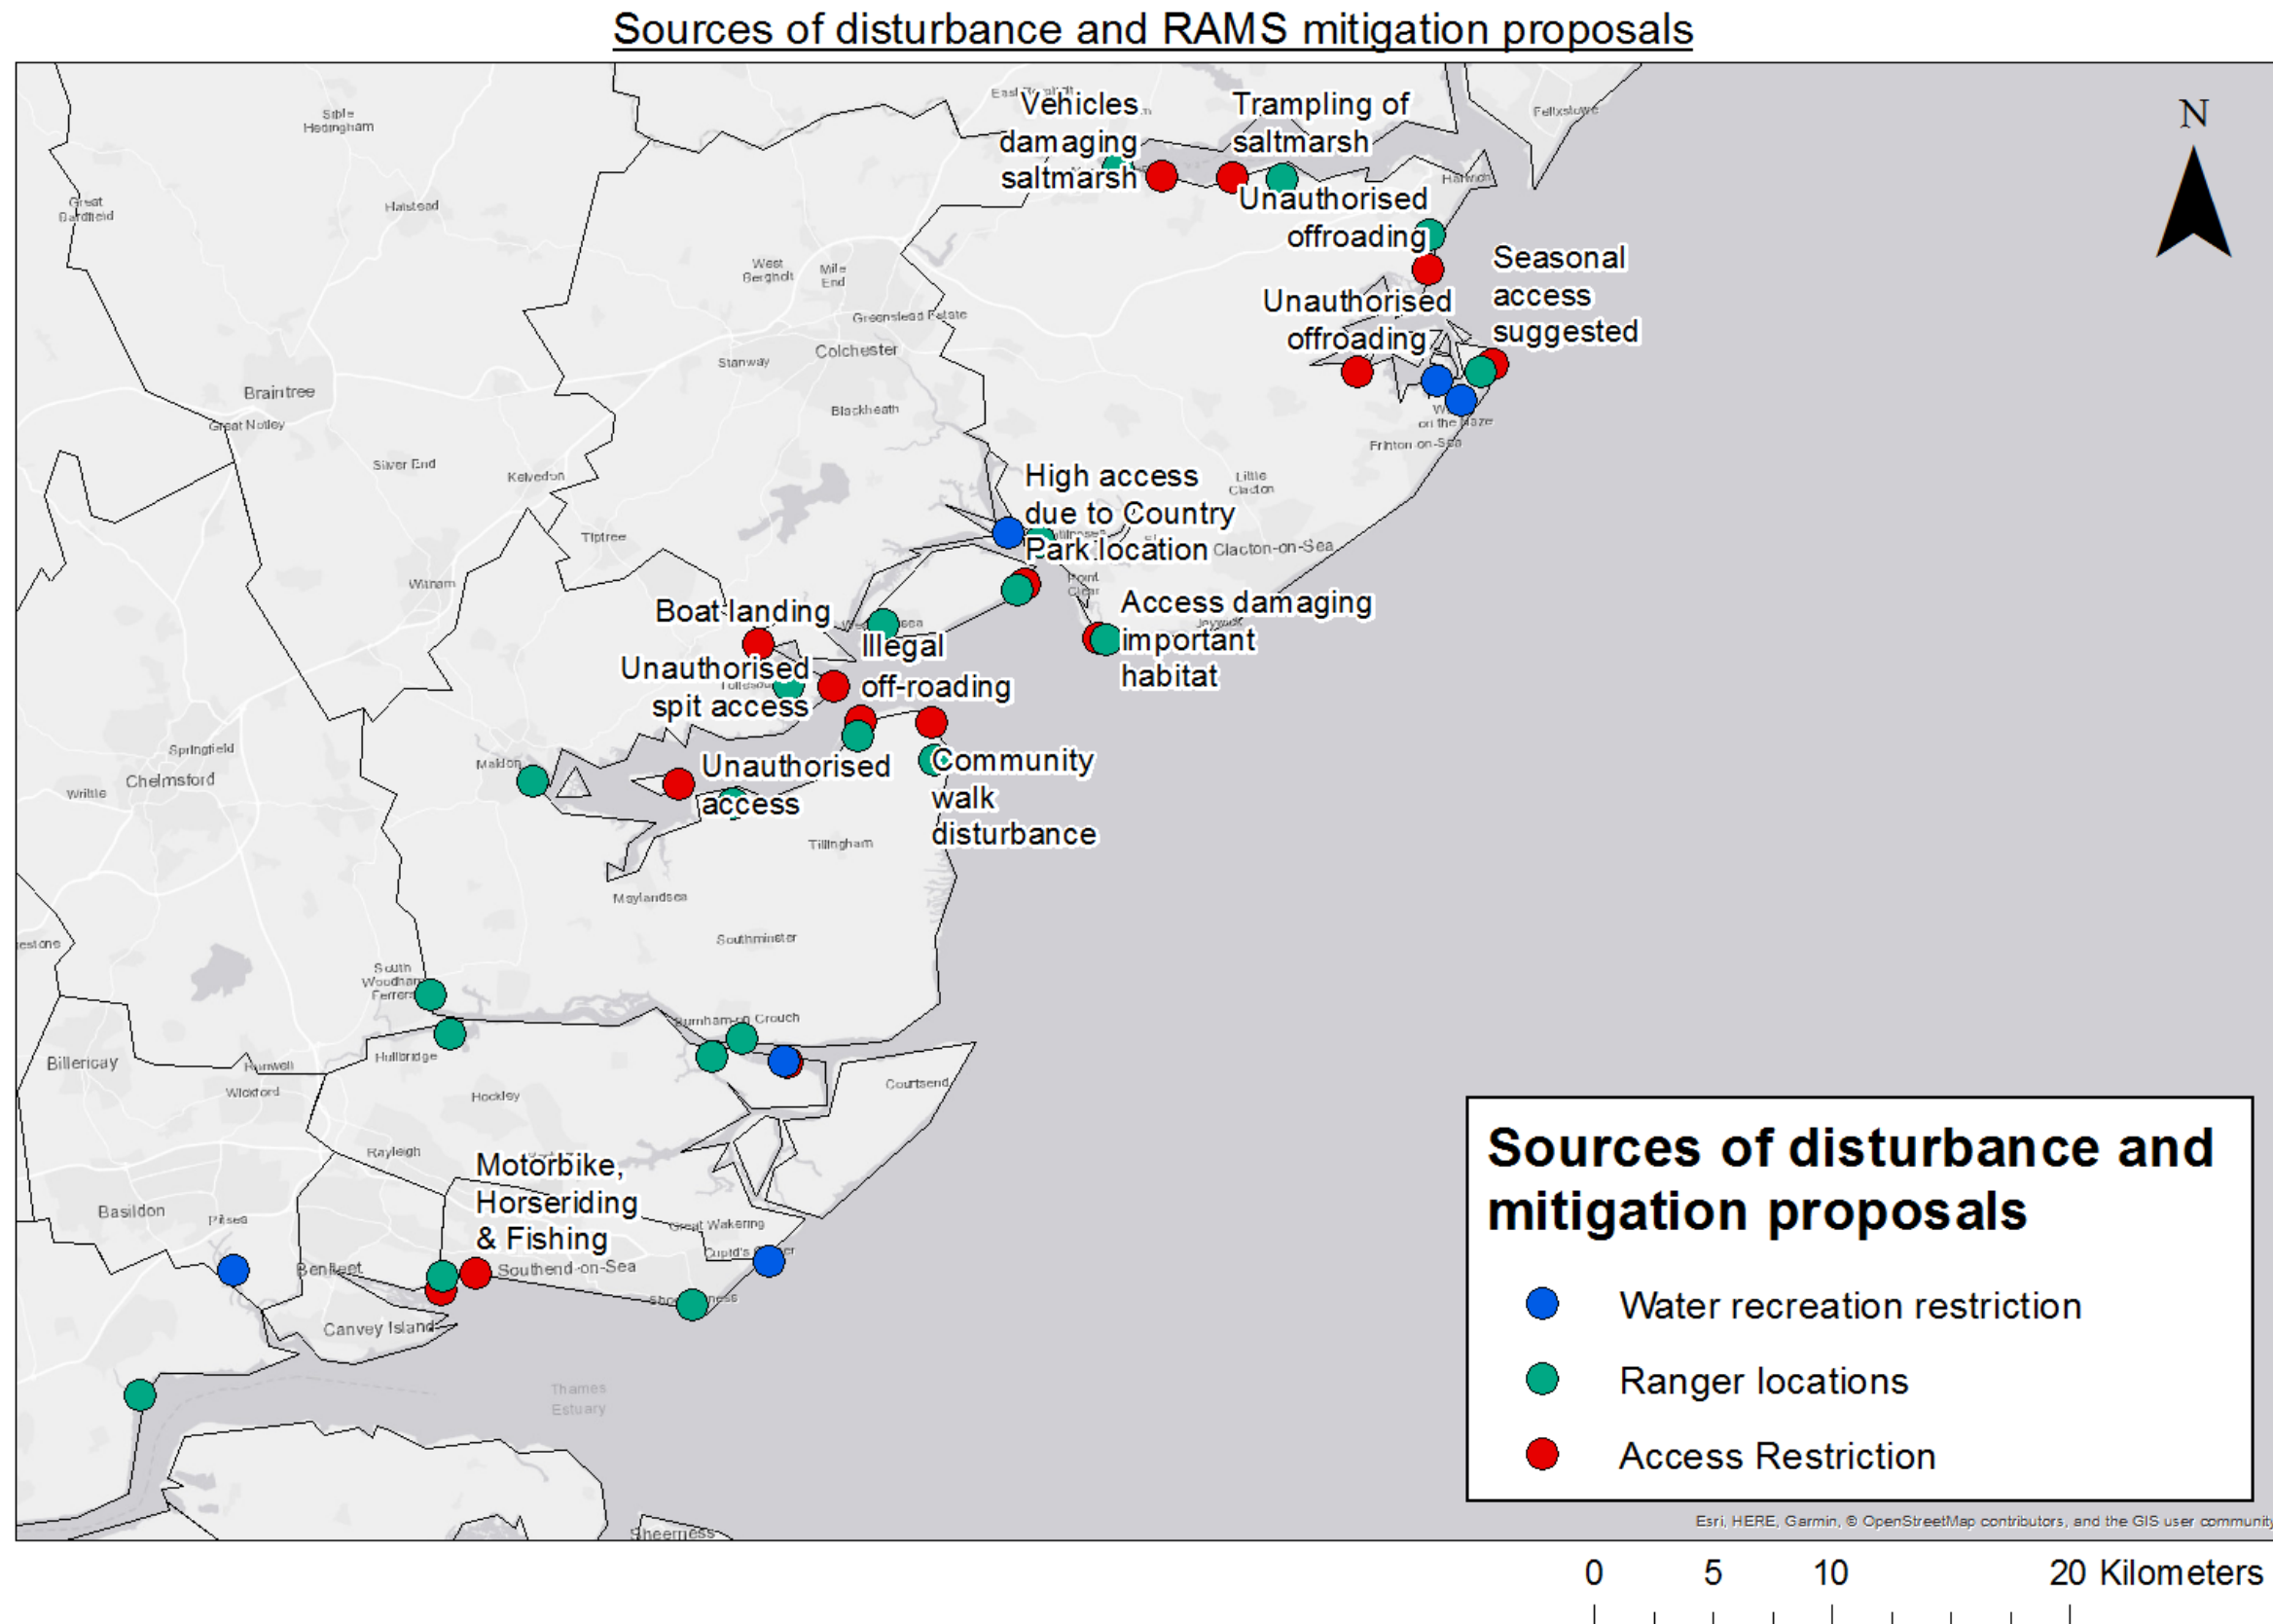 Sources of disturbance and RAMS mitigation proposals
Vehicles
damaging
saltmarsh
Trampling of
saltmarsh
Felixstowe
N
Sible
Hedingham
Great
Bardfield
Halstead
Harwich
Unauthorised
offroading
Seasonal
access
suggested
Unauthorised
offroading
West
Bergholt
Mile
End
Greenstead Estate
Colchester
Stanway
Braintree
Great Notley
Blackheath
on the Naze
Frinton-on-Sea
Silver End
Kelvedon
High access
due to Country
Park location
Little
Clacton
Clacton-on-Sea
Tiptree
Witham
Point
Clear
Boat landing
Access damaging
important
habitat
Jaywick
Illegal
off-roading
Unauthorised
spit access
Springfield
Chelmsford
Writtle
Maldon
Unauthorised
access
Community
walk
disturbance
Tillingham
Maylandsea
Southminster
South
Woodham
Ferrers
Burnham-on Crouch
Billericay
Runwell
Wickford
Hullbridge
Hockley
Courtsend
Rayleigh
Motorbike,
Horseriding
& Fishing
Basildon
Pitsea
Great Wakering
Benfleet
Southend-on-Sea
Canvey Island
Thames
Estuary
Sheerness
Sources of disturbance and
mitigation proposals
Water recreation restriction
Ranger locations
Access Restriction
Esri, HERE, Garmin, © OpenStreetMap contributors, and the GIS user community
0 5 10 20 Kilometers